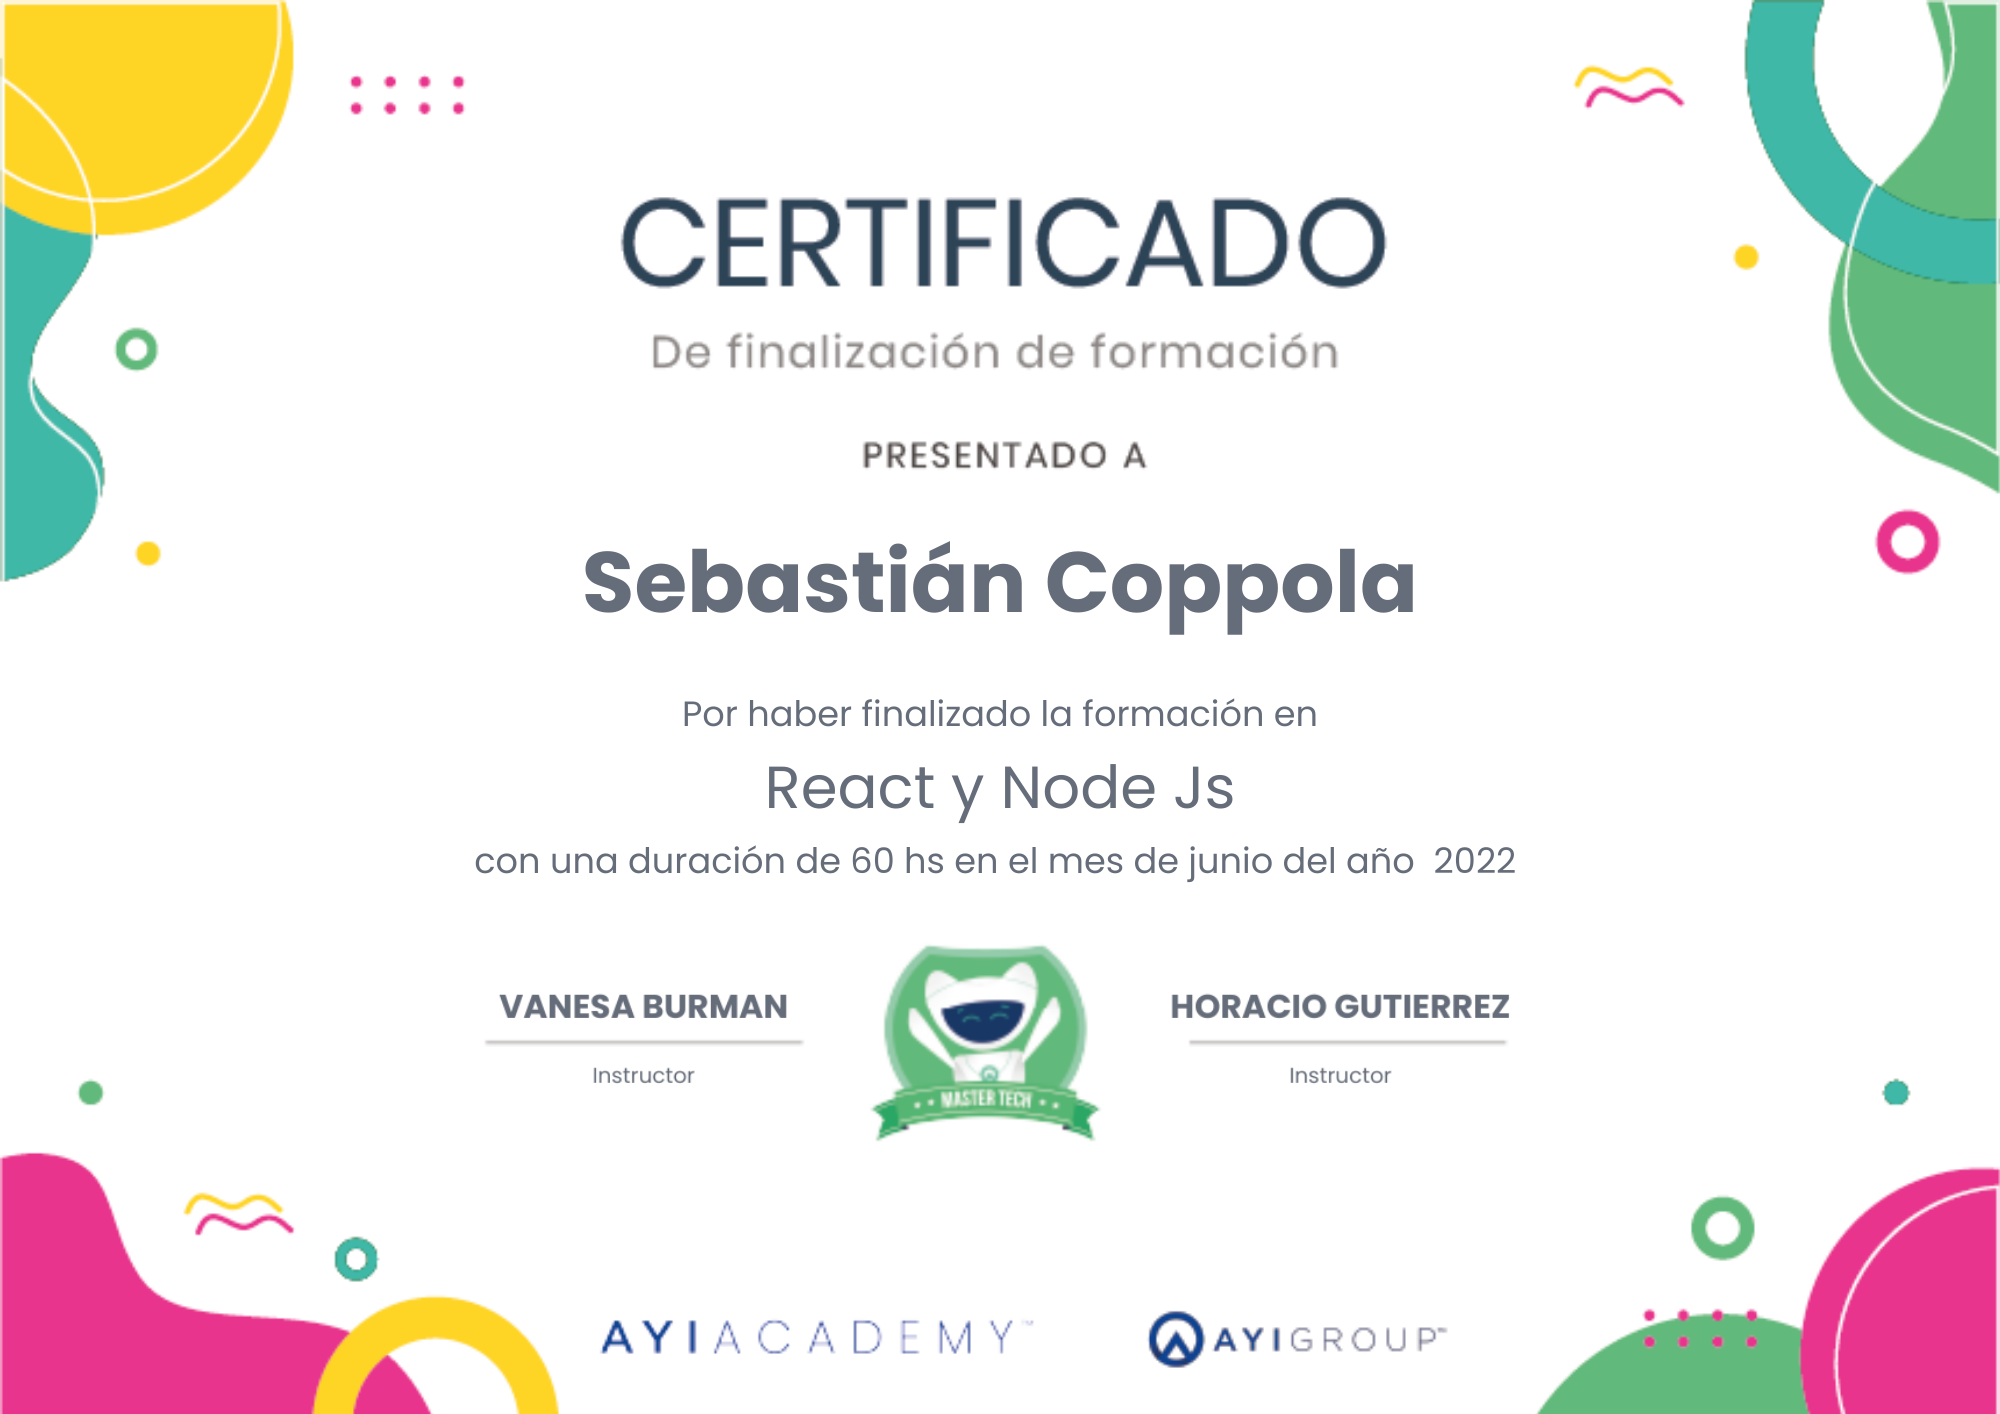 CERTIFICADO
De finalización de formación
PRESENTADO A
Sebastián Coppola
Por haber finalizado la formación en
React y Node Js
con una duración de 60 hs en el mes de junio del año 2022
VANESA BURMAN
Instructor
MASTER TECH
HORACIO GUTIERREZ
Instructor
AYIACADEMY™
AYIGROUP™